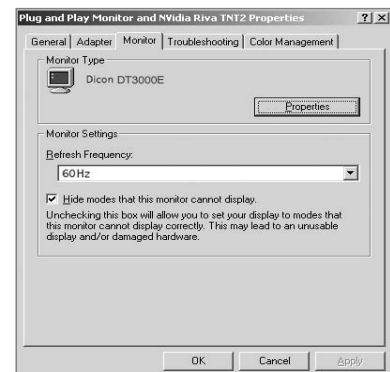 Plug and Play Monitor and NVidia Riva TNT2 Properties ? ×
General Adapter Monitor Troubleshooting Color Management
Monitor Type
Dicon DT3000E
Properties
Monitor Settings
Refresh Frequency:
60Hz
Hide modes that this monitor cannot display.
Unchecking this box will allow you to set your display to modes that
this monitor cannot display correctly. This may lead to an unusable
display and/or damaged hardware.
OK Cancel Apply